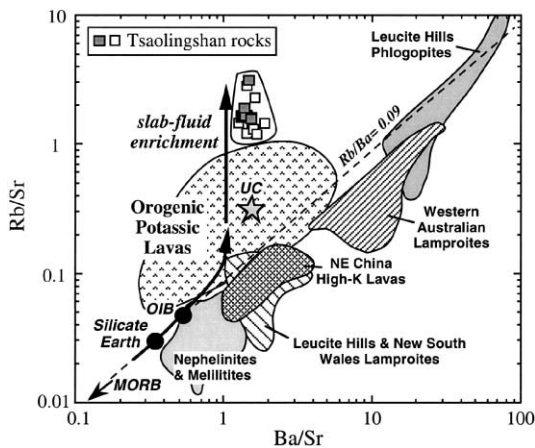 10
Tsaolingshan rocks
Leucite Hills
Phlogopites
slab-fluid
enrichment
Rb/Ba= 0.09
1
Rb/Sr
UC
Orogenic
Potassic
Lavas
Western
Australian
Lamproites
NE China
High-K Lavas
0.1
OIB
Silicate
Earth
Leucite Hills & New South
Wales Lamproites
Nephelinites
& Melilitites
MORB
0.01
0.1
1
10
100
Ba/Sr